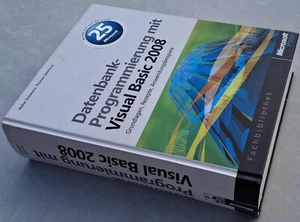 25
Datenbank-
Programmierung mit
Visual Basic 2008
Grundlagen, Rezepte, Anwendungsbeispiele
Microsoft
Fachbibliothek
Programmierung mit
Visual Basic 2008